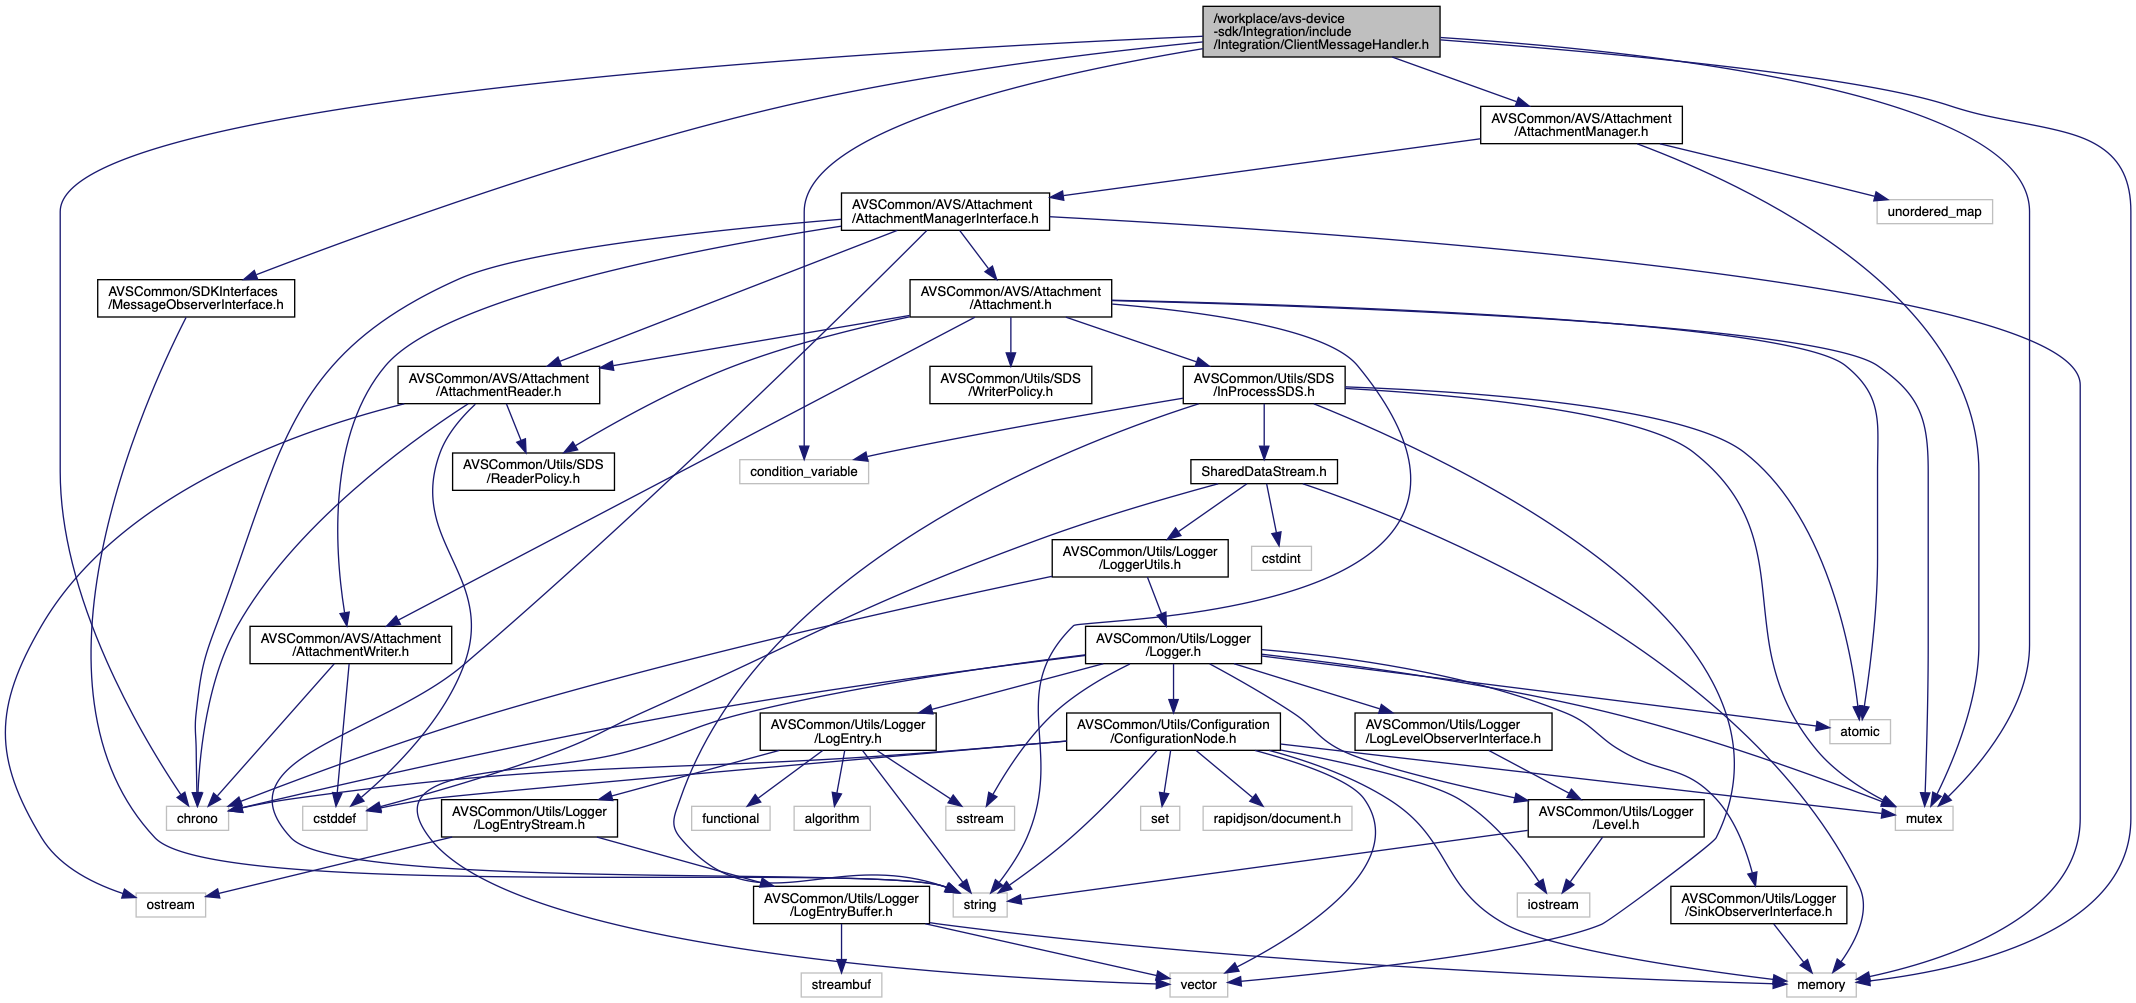 /workplace/avs-device
-sdk/Integration/include
/Integration/ClientMessageHandler.h
AVSCommon/AVS/Attachment
/AttachmentManager.h
AVSCommon/AVS/Attachment
/AttachmentManagerInterface.h
unordered_map
AVSCommon/SDKInterfaces
/MessageObserverInterface.h
AVSCommon/AVS/Attachment
/Attachment.h
AVSCommon/AVS/Attachment
/AttachmentReader.h
AVSCommon/Utils/SDS
/WriterPolicy.h
AVSCommon/Utils/SDS
/InProcessSDS.h
AVSCommon/Utils/SDS
/ReaderPolicy.h
condition_variable
SharedDataStream.h
AVSCommon/Utils/Logger
/LoggerUtils.h
cstdint
AVSCommon/AVS/Attachment
/AttachmentWriter.h
AVSCommon/Utils/Logger
/Logger.h
AVSCommon/Utils/Logger
/LogEntry.h
AVSCommon/Utils/Configuration
/ConfigurationNode.h
AVSCommon/Utils/Logger
/LogLevelObserverInterface.h
atomic
chrono
cstddef
AVSCommon/Utils/Logger
/LogEntryStream.h
functional
algorithm
sstream
set
rapidjson/document.h
AVSCommon/Utils/Logger
/Level.h
mutex
ostream
AVSCommon/Utils/Logger
/LogEntryBuffer.h
string
iostream
AVSCommon/Utils/Logger
/SinkObserverInterface.h
streambuf
vector
memory